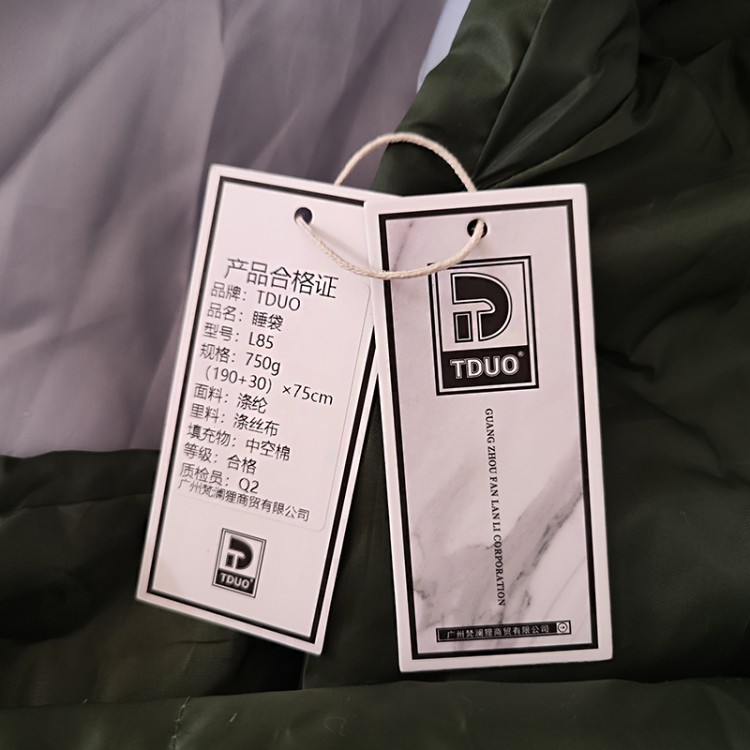 产品合格证
品牌：TDUO
品名：睡袋
型号：L85
规格：750g
（190+30）×75cm
面料：涤纶
里料：涤丝布
填充物：中空棉
等级：合格
质检员：Q2
广州梵澜狸商贸有限公司
TDUO®
TDUO®
GUANG ZHOU FAN LAN LI CORPORATION
广州梵澜狸商贸有限公司